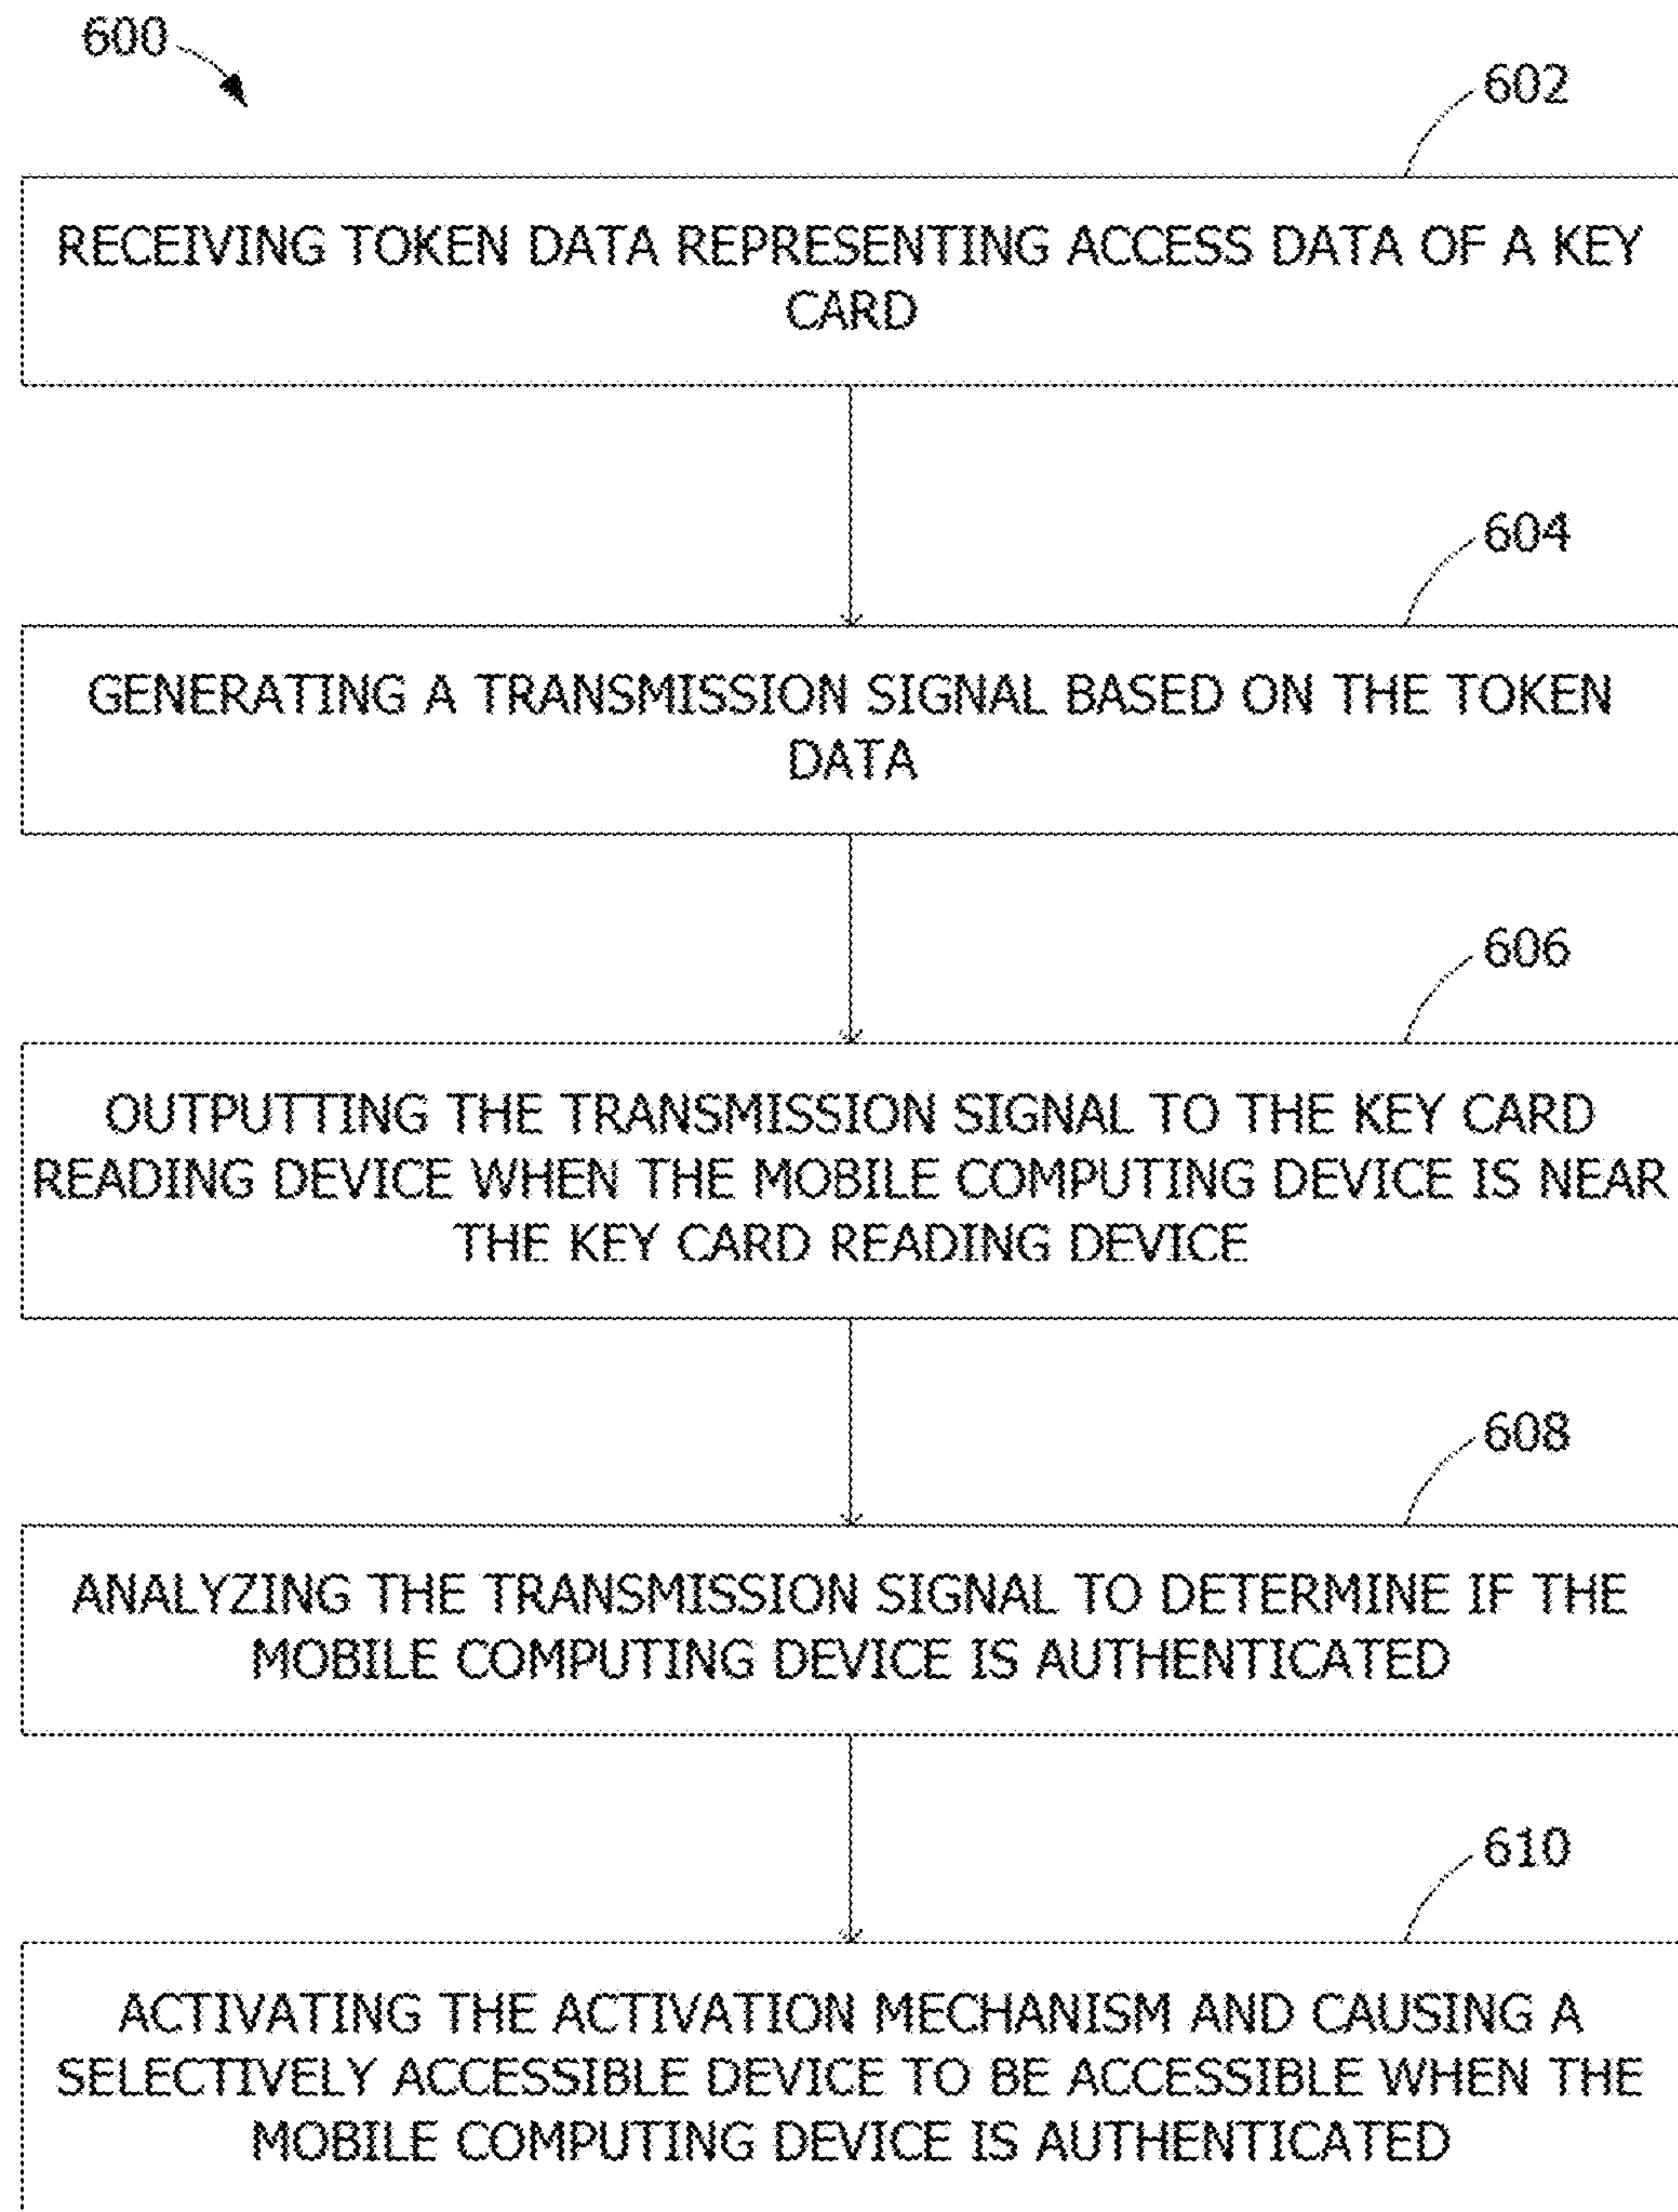 600
602
RECEIVING TOKEN DATA REPRESENTING ACCESS DATA OF A KEY
CARD
604
GENERATING A TRANSMISSION SIGNAL BASED ON THE TOKEN
DATA
606
OUTPUTTING THE TRANSMISSION SIGNAL TO THE KEY CARD
READING DEVICE WHEN THE MOBILE COMPUTING DEVICE IS NEAR
THE KEY CARD READING DEVICE
608
ANALYZING THE TRANSMISSION SIGNAL TO DETERMINE IF THE
MOBILE COMPUTING DEVICE IS AUTHENTICATED
610
ACTIVATING THE ACTIVATION MECHANISM AND CAUSING A
SELECTIVELY ACCESSIBLE DEVICE TO BE ACCESSIBLE WHEN THE
MOBILE COMPUTING DEVICE IS AUTHENTICATED